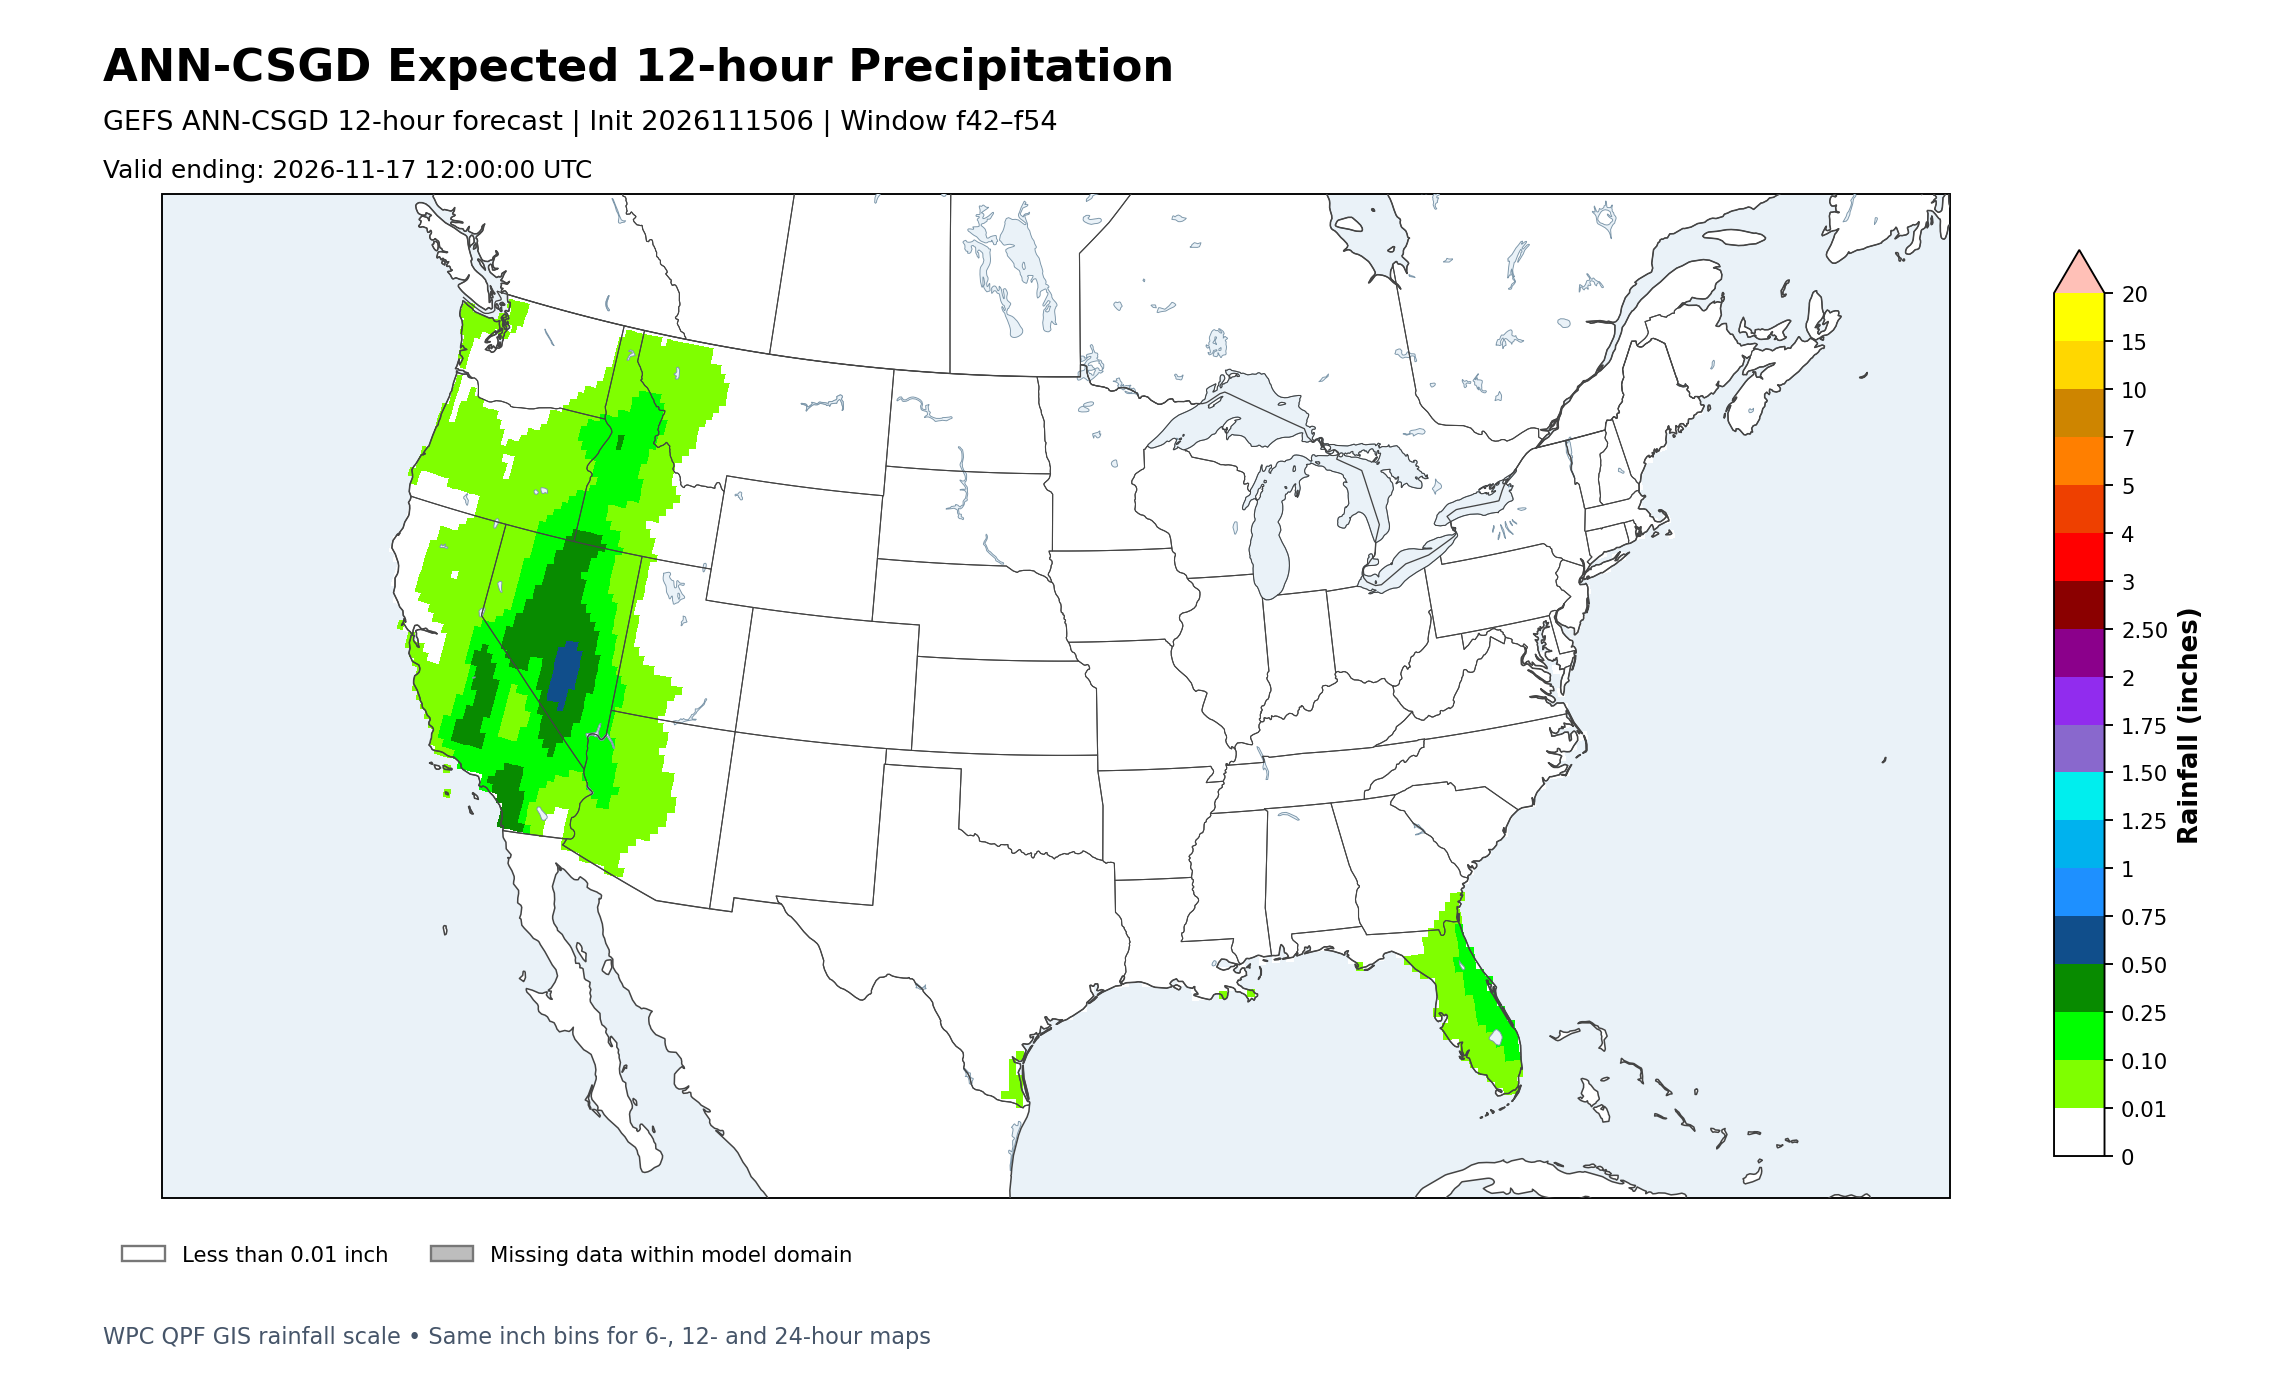 ANN-CSGD Expected 12-hour Precipitation
GEFS ANN-CSGD 12-hour forecast | Init 2026111506 | Window f42–f54
Valid ending: 2026-11-17 12:00:00 UTC
20
15
10
7
5
4
3
2.50
2
1.75
1.50
1.25
1
0.75
0.50
0.25
0.10
0.01
0
Rainfall (inches)
Less than 0.01 inch
Missing data within model domain
WPC QPF GIS rainfall scale • Same inch bins for 6-, 12- and 24-hour maps